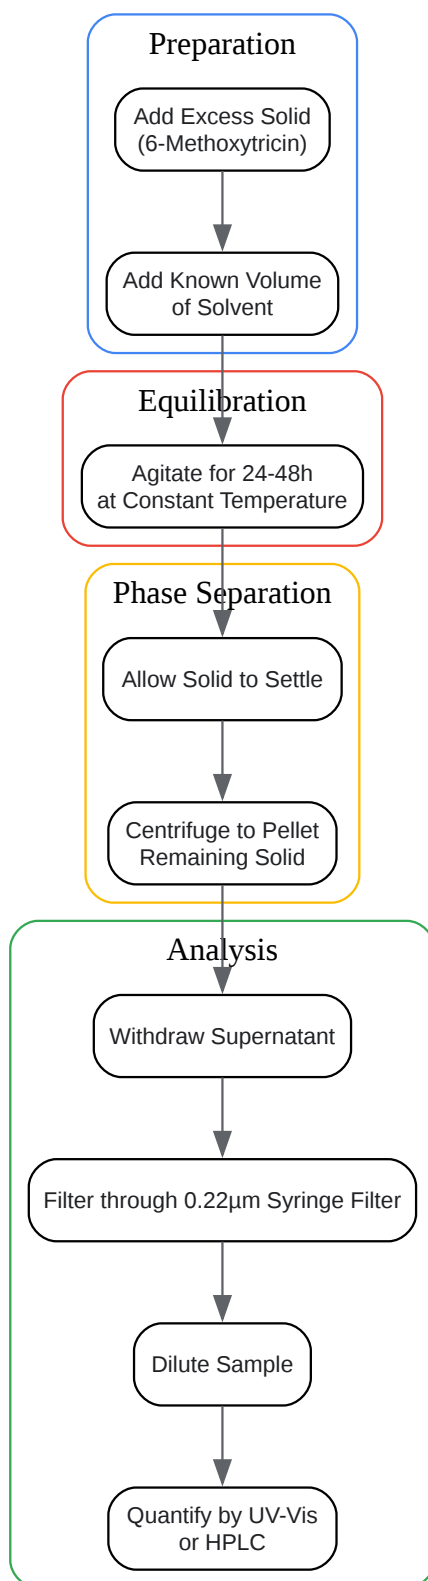 Preparation
Add Excess Solid
(6-Methoxytricin)
Add Known Volume
of Solvent
Equilibration
Agitate for 24-48h
at Constant Temperature
Phase Separation
Allow Solid to Settle
Centrifuge to Pellet
Remaining Solid
Analysis
Withdraw Supernatant
Filter through 0.22µm Syringe Filter
Dilute Sample
Quantify by UV-Vis
or HPLC